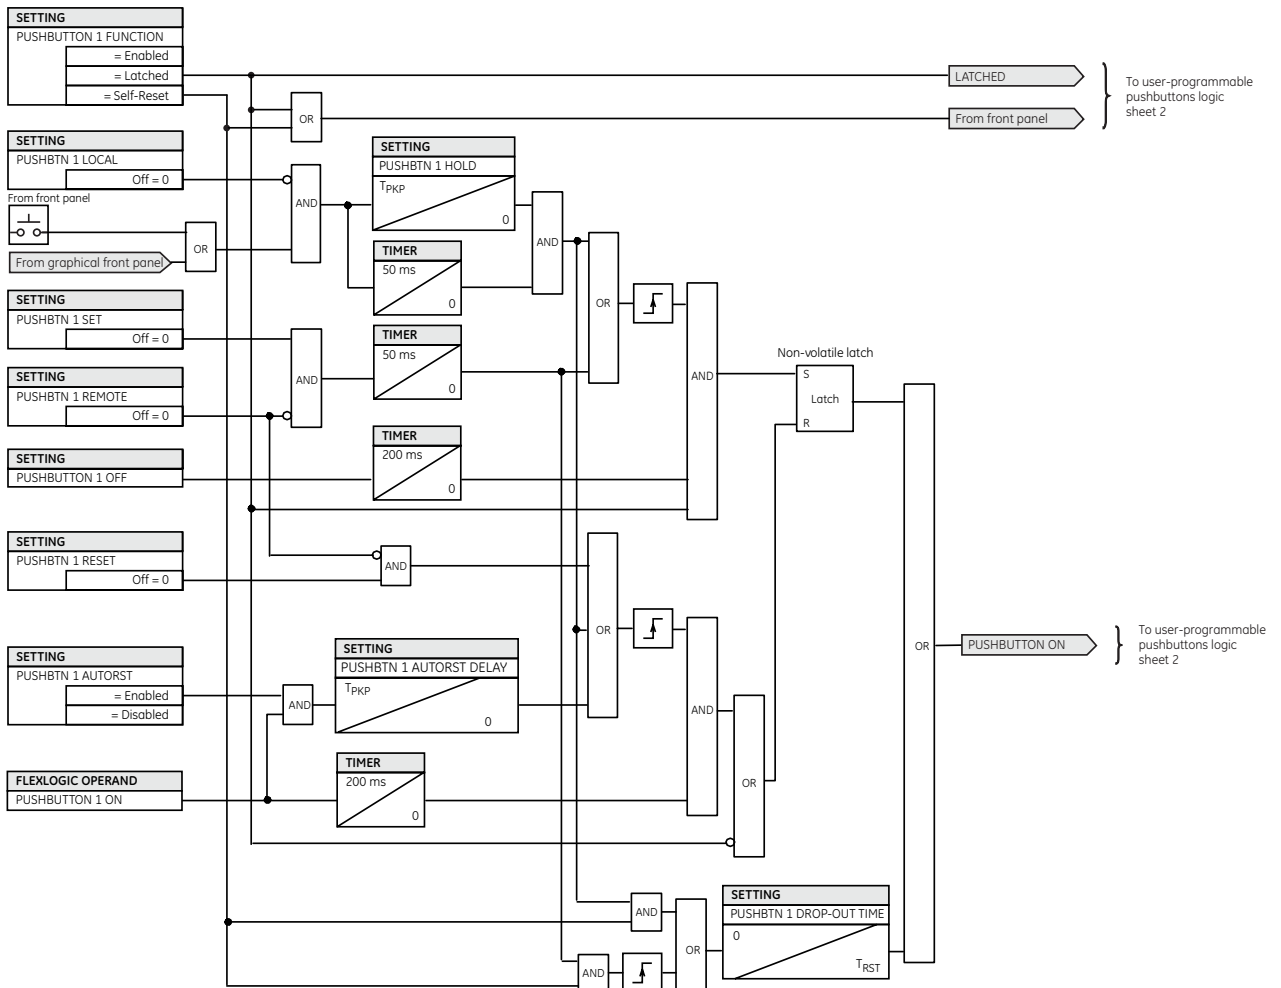 SETTING
PUSHBUTTON 1 FUNCTION
= Enabled
= Latched
= Self-Reset
LATCHED
To user-programmable
pushbuttons logic
sheet 2
OR
From front panel
SETTING
PUSHBTN 1 LOCAL
Off = 0
AND
SETTING
PUSHBTN 1 HOLD
TPKP
0
From front panel
OR
From graphical front panel
AND
TIMER
50 ms
0
SETTING
PUSHBTN 1 SET
Off = 0
OR
TIMER
50 ms
0
AND
SETTING
PUSHBTN 1 REMOTE
Off = 0
AND
Non-volatile latch
S
Latch
R
SETTING
PUSHBUTTON 1 OFF
TIMER
200 ms
0
SETTING
PUSHBTN 1 RESET
Off = 0
AND
OR
SETTING
PUSHBTN 1 AUTORST
= Enabled
= Disabled
AND
SETTING
PUSHBTN 1 AUTORST DELAY
TPKP
0
AND
OR
PUSHBUTTON ON
To user-programmable
pushbuttons logic
sheet 2
FLEXLOGIC OPERAND
PUSHBUTTON 1 ON
TIMER
200 ms
0
OR
AND
SETTING
PUSHBTN 1 DROP-OUT TIME
0
TRST
OR
AND